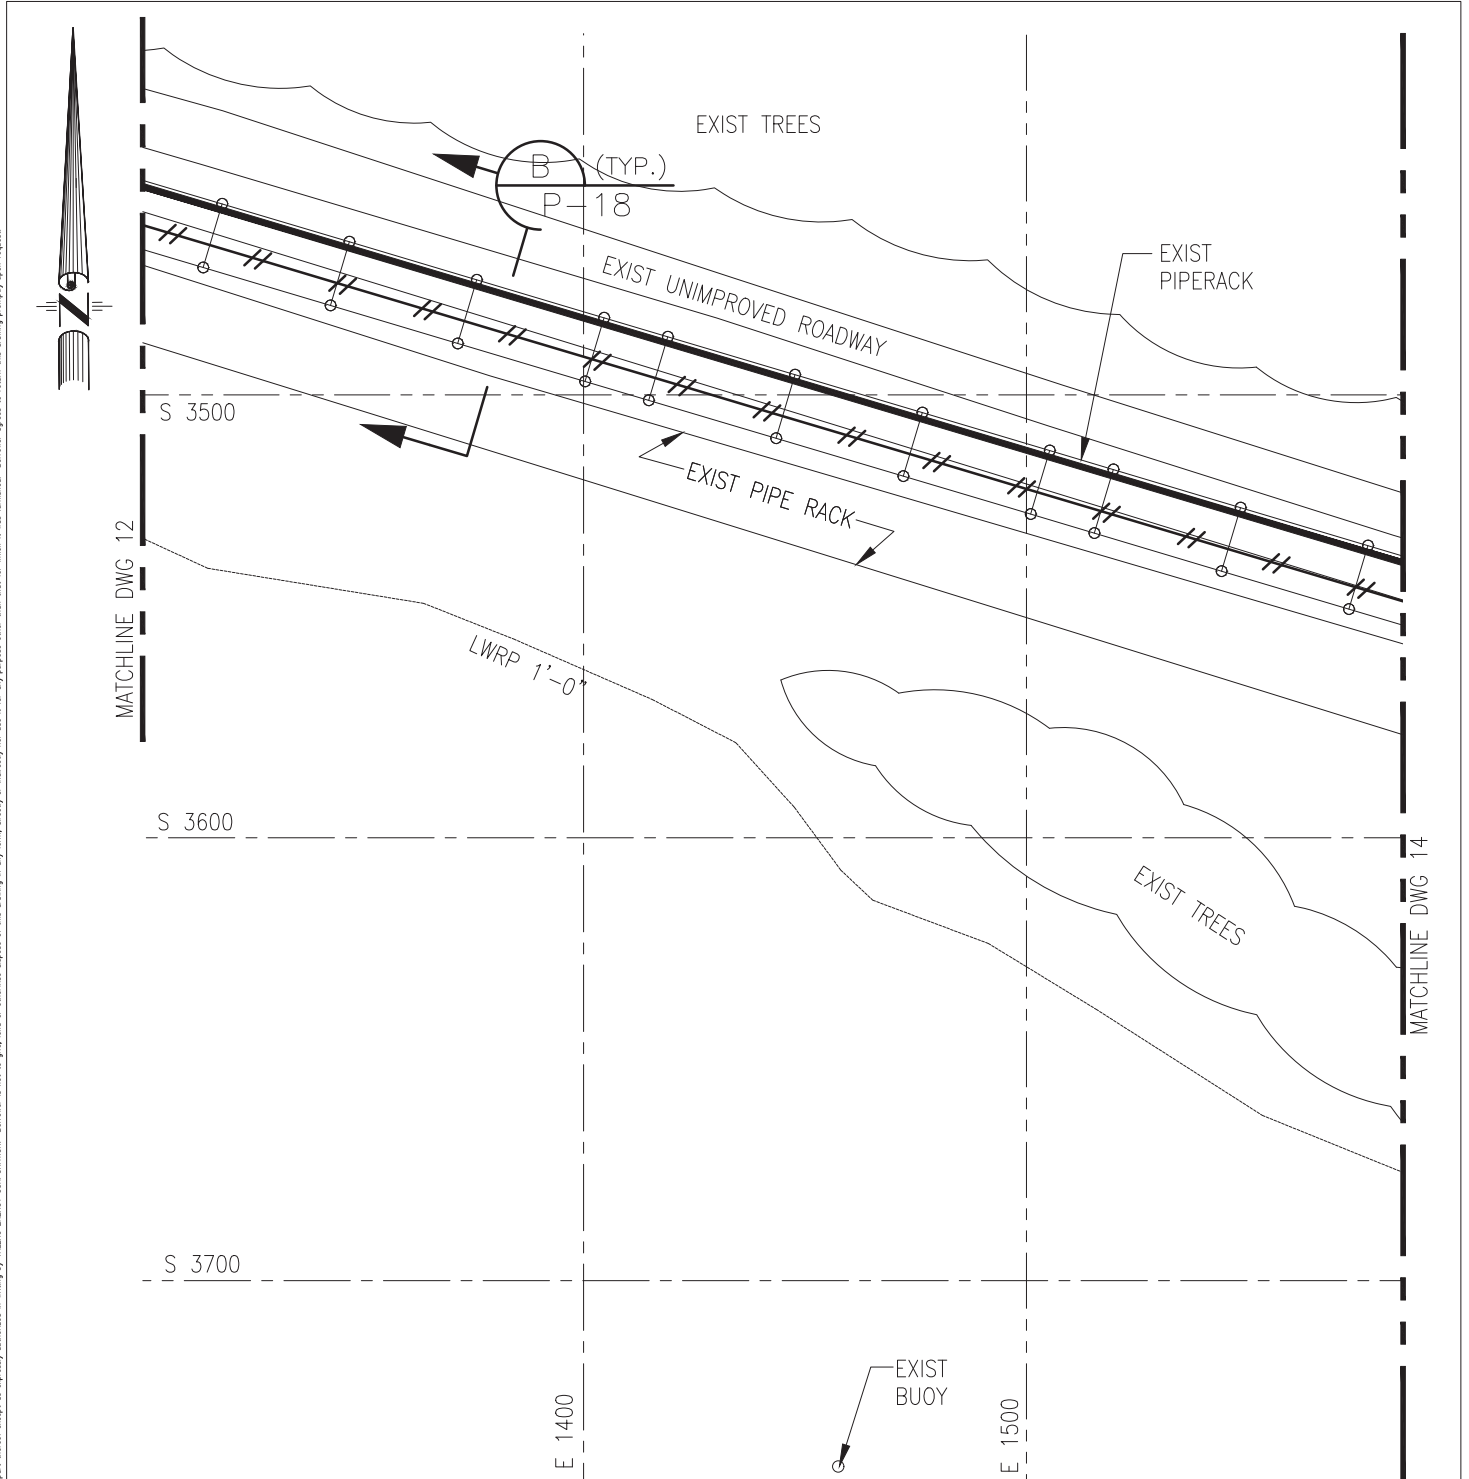 EXIST TREES
B (TYP.)
P-18
EXIST
PIPERACK
EXIST UNIMPROVED ROADWAY
S 3500
EXIST PIPE RACK
MATCHLINE DWG 12
LWRP 1'-0"
S 3600
EXIST TREES
MATCHLINE DWG 14
S 3700
EXIST
BUOY
E 1400
E 1500
N